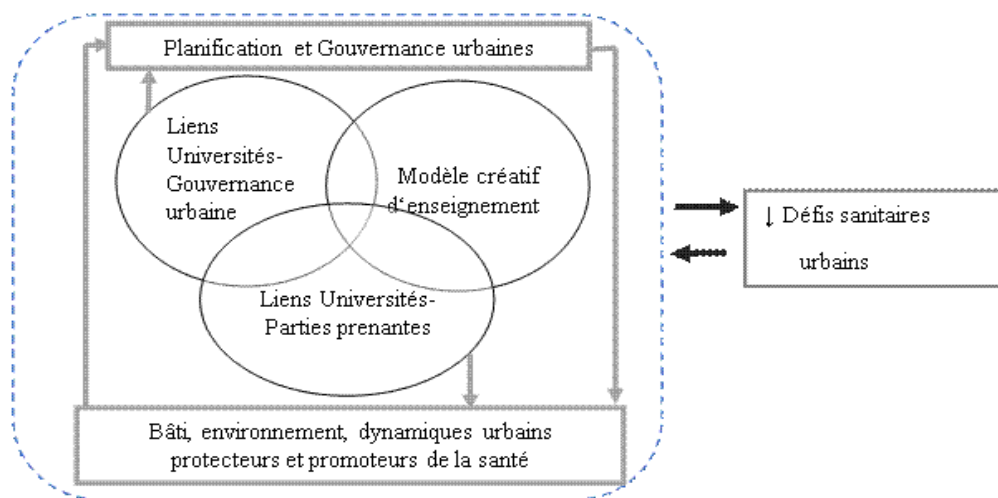 Planification et Gouvernance urbaines
Liens
Universités-
Gouvernance
urbaine
Modèle créatif
d‘enseignement
Liens Universités-
Parties prenantes
↓ Défis sanitaires
urbains
Bâti, environnement, dynamiques urbains
protecteurs et promoteurs de la santé